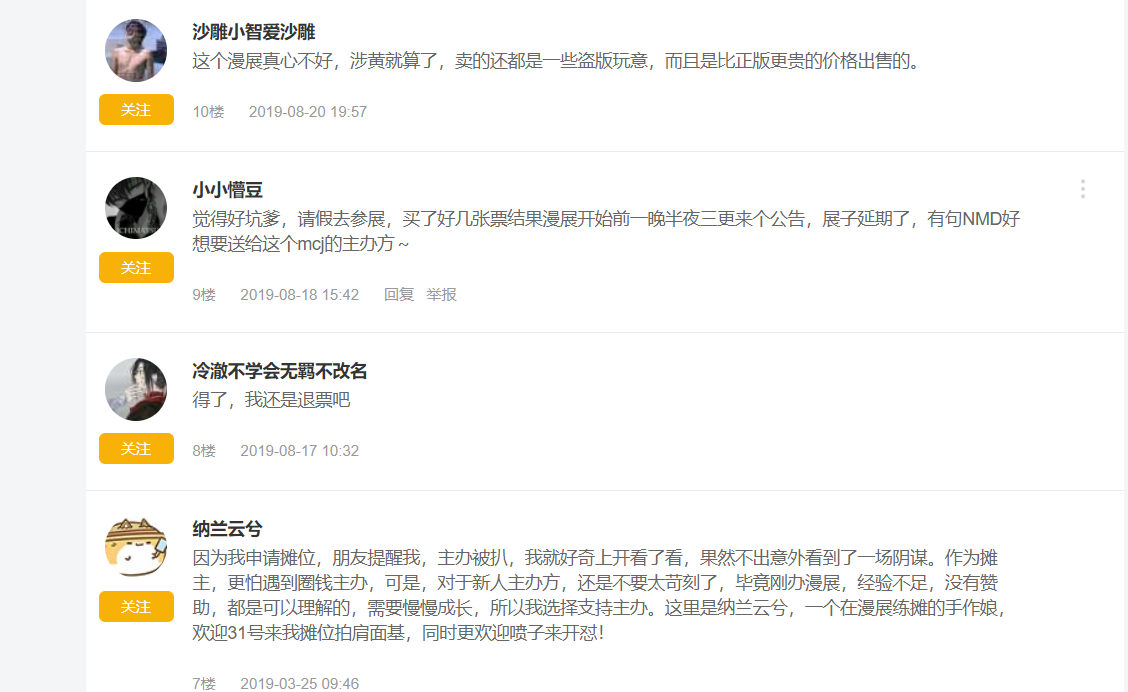 沙雕小智爱沙雕
这个漫展真心不好，涉黄就算了，卖的还都是一些盗版玩意，而且是比正版更贵的价格出售的。
关注
10楼 2019-08-20 19:57
小小懵豆
觉得好坑爹，请假去参展，买了好几张票结果漫展开始前一晚半夜三更来个公告，展子延期了，有句NMD好
想要送给这个mcj的主办方～
关注
9楼 2019-08-18 15:42 回复 举报
冷澈不学会无羁不改名
得了，我还是退票吧
关注
8楼 2019-08-17 10:32
纳兰云兮
因为我申请摊位，朋友提醒我，主办被扒，我就好奇上开看了看，果然不出意外看到了一场阴谋。作为摊
主，更怕遇到圈钱主办，可是，对于新人主办方，还是不要太苛刻了，毕竟刚办漫展，经验不足，没有赞
助，都是可以理解的，需要慢慢成长，所以我选择支持主办。这里是纳兰云兮，一个在漫展练摊的手作娘，
欢迎31号来我摊位拍肩面基，同时更欢迎喷子来开怼！
关注
7楼 2019-03-25 09:46